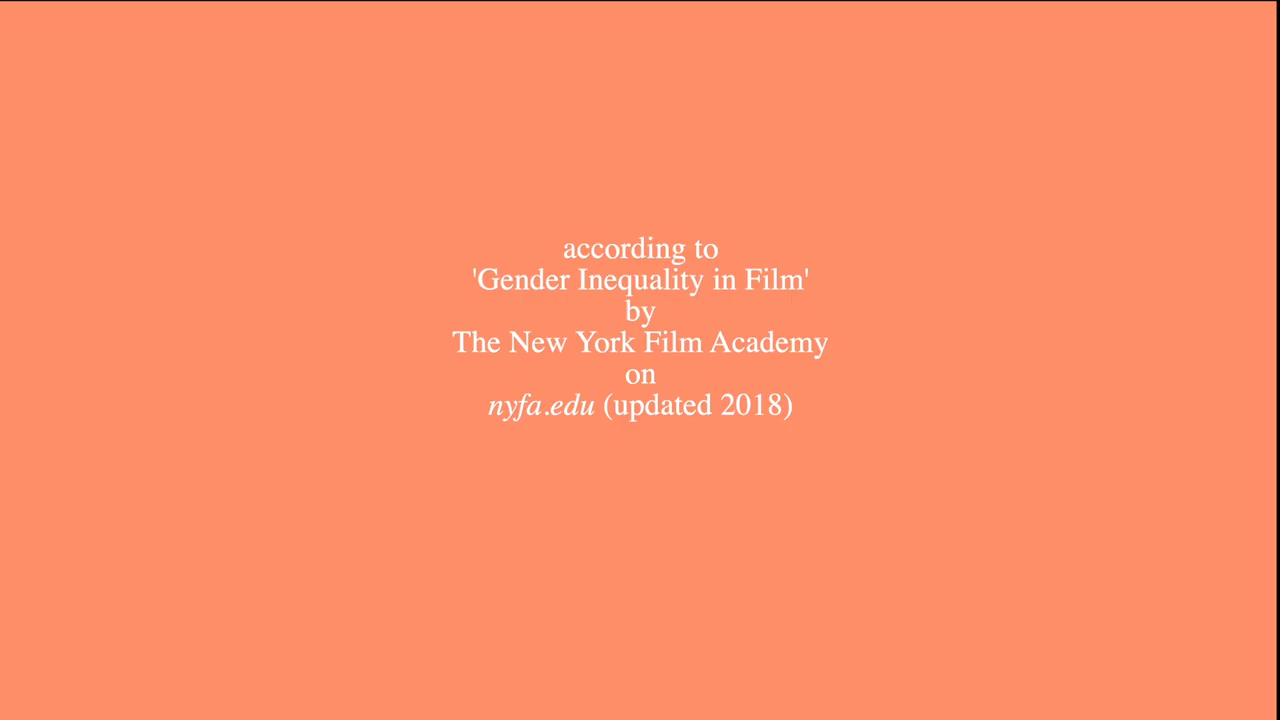 according to
'Gender Inequality in Film'
by
The New York Film Academy
on
nyfa.edu (updated 2018)